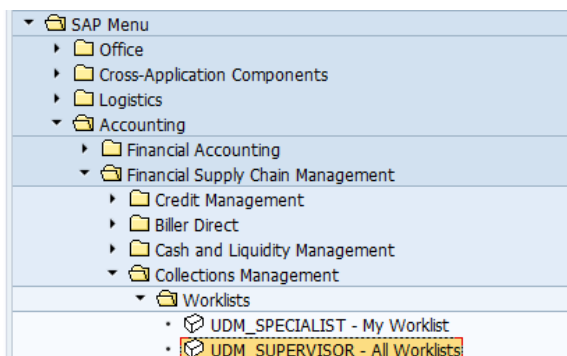 SAP Menu
Office
Cross-Application Components
Logistics
Accounting
Financial Accounting
Financial Supply Chain Management
Credit Management
Biller Direct
Cash and Liquidity Management
Collections Management
Worklists
UDM_SPECIALIST - My Worklist
UDM_SUPERVISOR - All Worklists